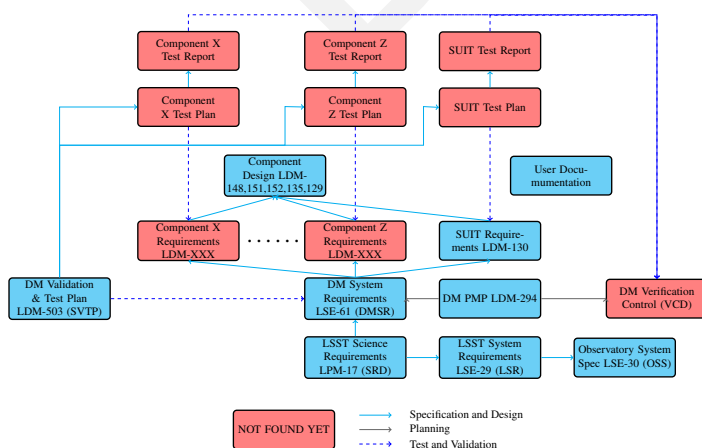 Component X
Test Report
Component Z
Test Report
SUIT Test Report
Component
X Test Plan
Component
Z Test Plan
SUIT Test Plan
Component
Design LDM-
148,151,152,135,129
User Docu-
mumentation
Component X
Requirements
LDM-XXX
......
Component Z
Requirements
LDM-XXX
SUIT Require-
ments LDM-130
DM Validation
& Test Plan
LDM-503 (SVTP)
DM System
Requirements
LSE-61 (DMSR)
DM PMP LDM-294
DM Verification
Control (VCD)
LSST Science
Requirements
LPM-17 (SRD)
LSST System
Requirements
LSE-29 (LSR)
Observatory System
Spec LSE-30 (OSS)
NOT FOUND YET
Specification and Design
Planning
Test and Validation